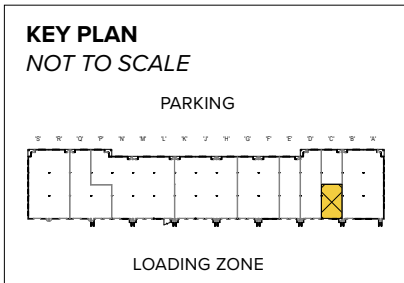 KEY PLAN
NOT TO SCALE
PARKING
'S' 'R' 'Q' 'P' 'N' 'M' 'L' 'K' 'J' 'H' 'G' 'F' 'E' 'D' 'C' 'B' 'A'
LOADING ZONE